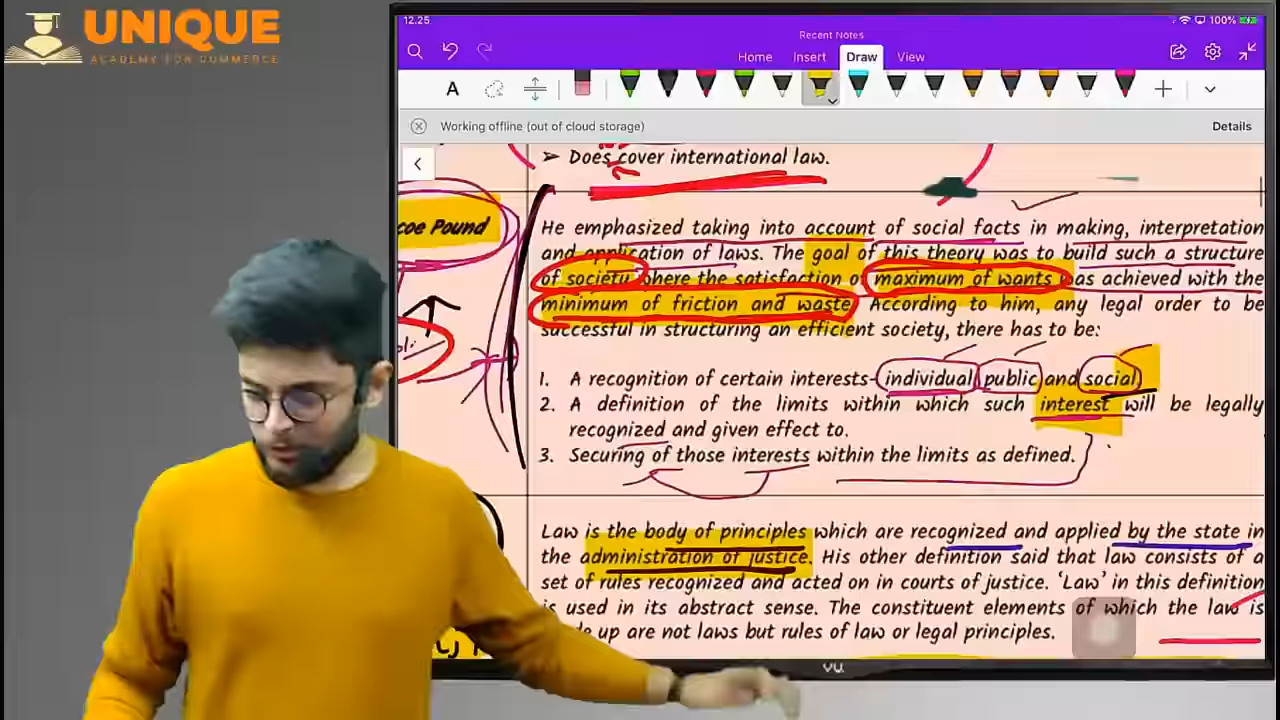 UNIQUE
ACADEMY FOR COMMERCE
12.25
100%
Recent Notes
Home Insert Draw View
A
Working offline (out of cloud storage)
Details
➢ Does cover international law.
coe Pound
He emphasized taking into account of social facts in making, interpretation
and application of laws. The goal of this theory was to build such a structure
of society where the satisfaction of maximum of wants was achieved with the
minimum of friction and waste. According to him, any legal order to be
successful in structuring an efficient society, there has to be:
1. A recognition of certain interests- individual, public and social
2. A definition of the limits within which such interest will be legally
recognized and given effect to.
3. Securing of those interests within the limits as defined.
Law is the body of principles which are recognized and applied by the state in
the administration of justice. His other definition said that law consists of a
set of rules recognized and acted on in courts of justice. ‘Law’ in this definition
is used in its abstract sense. The constituent elements of which the law is
de up are not laws but rules of law or legal principles.
VU